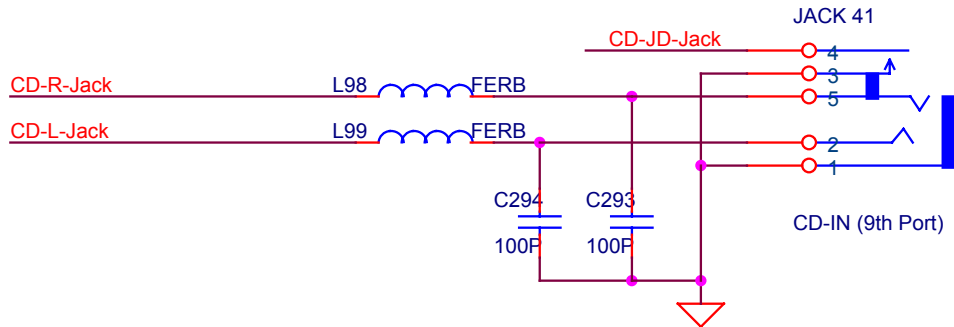 JACK 41
CD-JD-Jack
4
3
CD-R-Jack
L98
FERB
5
CD-L-Jack
L99
FERB
2
1
C294
C293
100P
100P
CD-IN (9th Port)